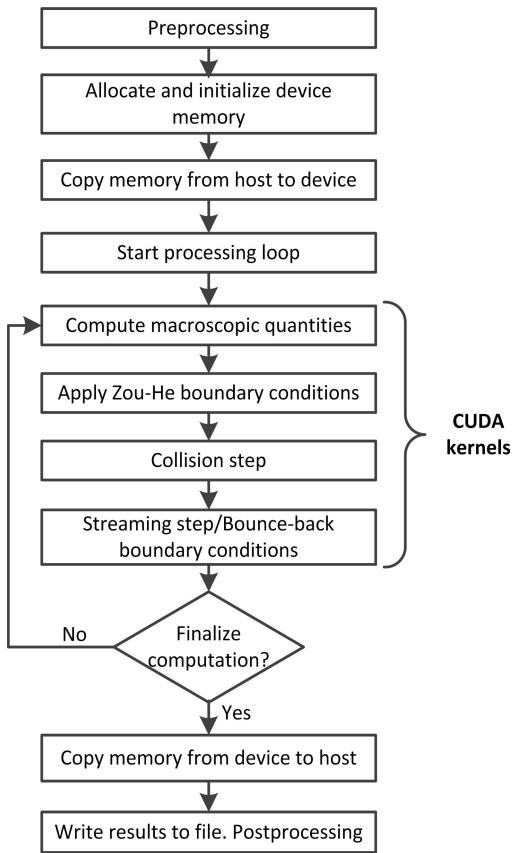 Preprocessing
Allocate and initialize device
memory
Copy memory from host to device
Start processing loop
Compute macroscopic quantities
Apply Zou-He boundary conditions
CUDA
kernels
Collision step
Streaming step/Bounce-back
boundary conditions
No
Finalize
computation?
Yes
Copy memory from device to host
Write results to file. Postprocessing